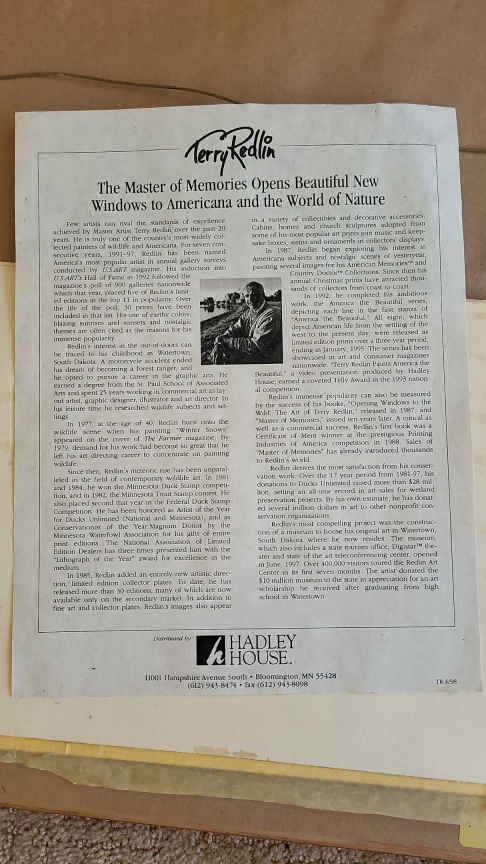 Terry Redlin
The Master of Memories Opens Beautiful New
Windows to Americana and the World of Nature
Few artists can rival the standards of excellence
achieved by Master Artist Terry Redlin over the past 20
years. He is truly one of the country's most widely col-
lected painters of wildlife and Americana. For seven con-
secutive years, 1991-97, Redlin has been named
America's most popular artist in annual gallery surveys
conducted by U.S.ART magazine. His induction into
U.S.ART's Hall of Fame in 1992 followed the
magazine's poll of 900 galleries nationwide
which that year, placed five of Redlin's limit-
ed editions in the top 11 in popularity. Over
the life of the poll, 30 prints have been
included in that list. His use of earthy colors,
blazing sunrises and sunsets and nostalgic
themes are often cited as the reasons for his
immense popularity.
Redlin's interest in the out-of-doors can
be traced to his childhood in Watertown,
South Dakota. A motorcycle accident ended
his dream of becoming a forest ranger, and
he opted to pursue a career in the graphic arts. He
earned a degree from the St. Paul School of Associated
Arts and spent 25 years working in commercial art as lay-
out artist, graphic designer, illustrator and art director. In
his leisure time he researched wildlife subjects and set-
tings.
In 1977, at the age of 40, Redlin burst onto the
wildlife scene when his painting, "Winter Snows"
appeared on the cover of The Farmer magazine. By
1979, demand for his work had become so great that he
left his art directing career to concentrate on painting
wildlife.
Since then, Redlin's meteoric rise has been unparal-
leled in the field of contemporary wildlife art. In 1981
and 1984, he won the Minnesota Duck Stamp competi-
tion, and in 1982, the Minnesota Trout Stamp contest. He
also placed second that year in the Federal Duck Stamp
Competition. He has been honored as Artist of the Year
for Ducks Unlimited (National and Minnesota), and as
Conservationist of the Year/Magnum Donor by the
Minnesota Waterfowl Association for his gifts of entire
print editions. The National Association of Limited
Edition Dealers has three times presented him with the
"Lithograph of the Year" award for excellence in the
medium.
In 1985, Redlin added an entirely new artistic direc-
tion, limited edition collector plates. To date, he has
released more than 30 editions, many of which are now
available only on the secondary market. In addition to
fine art and collector plates, Redlin's images also appear
in a variety of collectibles and decorative accessories.
Cabins, homes and church sculptures adopted from
some of his most popular art prints join music and keep-
sake boxes, steins and ornaments in collectors' displays.
In 1987, Redlin began exploring his interest in
Americana subjects and nostalgic scenes of yesteryear,
painting several images for his American Memories™ and
Country Doctor™ Collections. Since then his
annual Christmas prints have attracted thou-
sands of collectors from coast to coast.
In 1992, he completed his ambitious
work, the America the Beautiful series,
depicting each line in the first stanza of
"America the Beautiful." All eight, which
depict American life from the settling of the
west to the present day, were released as
limited edition prints over a three year period,
ending in January, 1995. The series has been
showcased in art and consumer magazines
nationwide. "Terry Redlin Paints America the
Beautiful," a video presentation produced by Hadley
House, earned a coveted Telly Award in the 1993 nation-
al competition.
Redlin's immense popularity can also be measured
by the success of his books, "Opening Windows to the
Wild: The Art of Terry Redlin," released in 1987, and
"Master of Memories," issued ten years later. A critical as
well as a commercial success, Redlin's first book was a
Certificate of Merit winner at the prestigious Printing
Industries of America competition in 1988. Sales of
"Master of Memories" has already introduced thousands
to Redlin's world.
Redlin derives the most satisfaction from his conser-
vation work. Over the 17 year period from 1981-97, his
donations to Ducks Unlimited raised more than $28 mil-
lion, setting an all-time record in art sales for wetland
preservation projects. By his own estimate, he has donat-
ed several million dollars in art to other nonprofit con-
servation organizations.
Redlin's most compelling project was the construc-
tion of a museum to house his original art in Watertown,
South Dakota, where he now resides. The museum,
which also includes a state tourism office, Digistar™ the-
ater and state of the art teleconferencing center, opened
in June, 1997. Over 400,000 visitors toured the Redlin Art
Center in its first seven months. The artist donated the
$10 million museum to the state in appreciation for an art
scholarship he received after graduating from high
school in Watertown.
Distributed by
HADLEY
HOUSE.
11001 Hampshire Avenue South • Bloomington, MN 55428
(612) 943-8474 • fax (612) 943-8098
TR 6/98